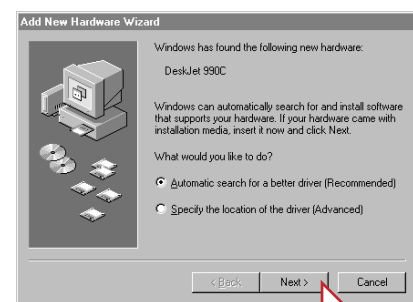 Add New Hardware Wizard
Windows has found the following new hardware:
DeskJet 990C
Windows can automatically search for and install software
that supports your hardware. If your hardware came with
installation media, insert it now and click Next.
What would you like to do?
Automatic search for a better driver (Recommended)
Specify the location of the driver (Advanced)
< Back Next > Cancel